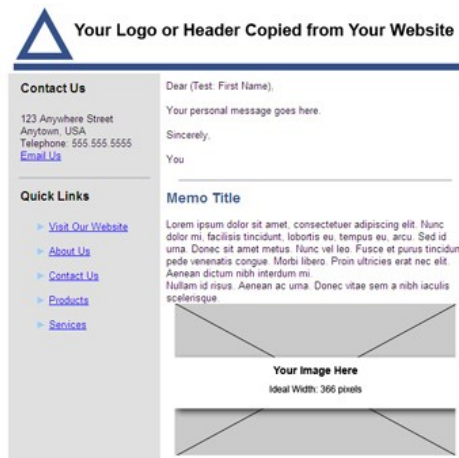 Your Logo or Header Copied from Your Website
Contact Us
123 Anywhere Street
Anytown, USA
Telephone: 555.555.5555
Email Us
Quick Links
Visit Our Website
About Us
Contact Us
Products
Services
Dear (Test: First Name),
Your personal message goes here.
Sincerely,
You
Memo Title
Lorem ipsum dolor sit amet, consectetuer adipiscing elit. Nunc
dolor mi, facilisis tincidunt, lobortis eu, tempus eu, arcu. Sed id
urna. Donec sit amet metus. Nunc vel leo. Fusce et purus tincidun
pede venenatis congue. Morbi libero. Proin ultricies erat nec elit.
Aenean dictum nibh interdum mi.
Nullam id risus. Aenean ac urna. Donec vitae sem a nibh iaculis
scelerisque.
Your Image Here
Ideal Width: 366 pixels